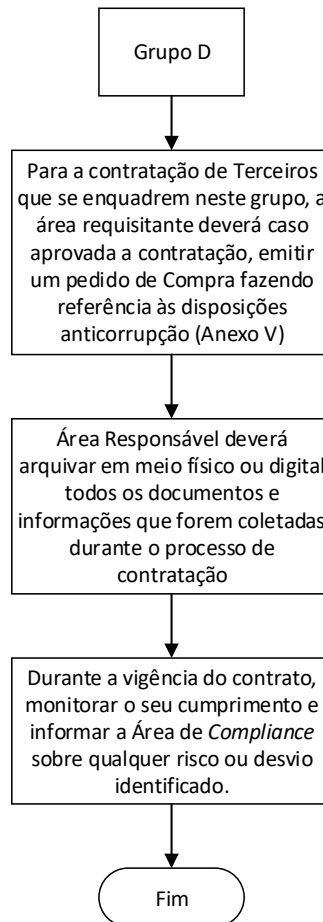 Grupo D
Para a contratação de Terceiros
que se enquadrem neste grupo, a
área requisitante deverá caso
aprovada a contratação, emitir
um pedido de Compra fazendo
referência às disposições
anticorrupção (Anexo V)
Área Responsável deverá
arquivar em meio físico ou digital
todos os documentos e
informações que forem coletadas
durante o processo de
contratação
Durante a vigência do contrato,
monitorar o seu cumprimento e
informar a Área de Compliance
sobre qualquer risco ou desvio
identificado.
Fim